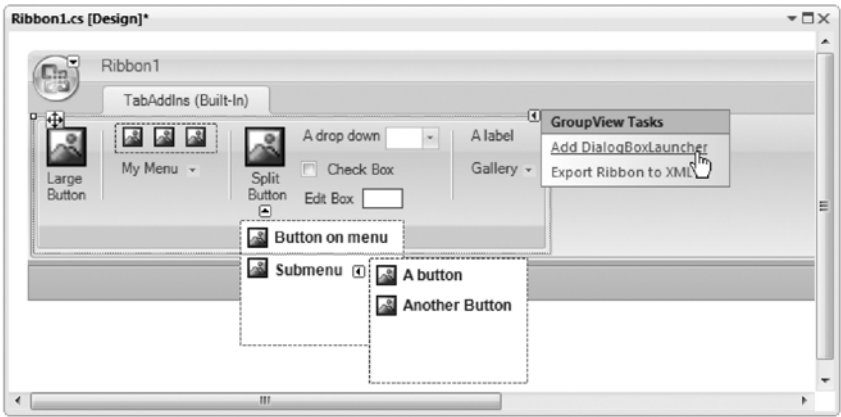 Ribbon1.cs [Design]*
Ribbon1
TabAddIns (Built-In)
Large
Button
My Menu
Split
Button
A drop down
Check Box
Edit Box
A label
Gallery
GroupView Tasks
Add DialogBoxLauncher
Export Ribbon to XML
Button on menu
Submenu
A button
Another Button